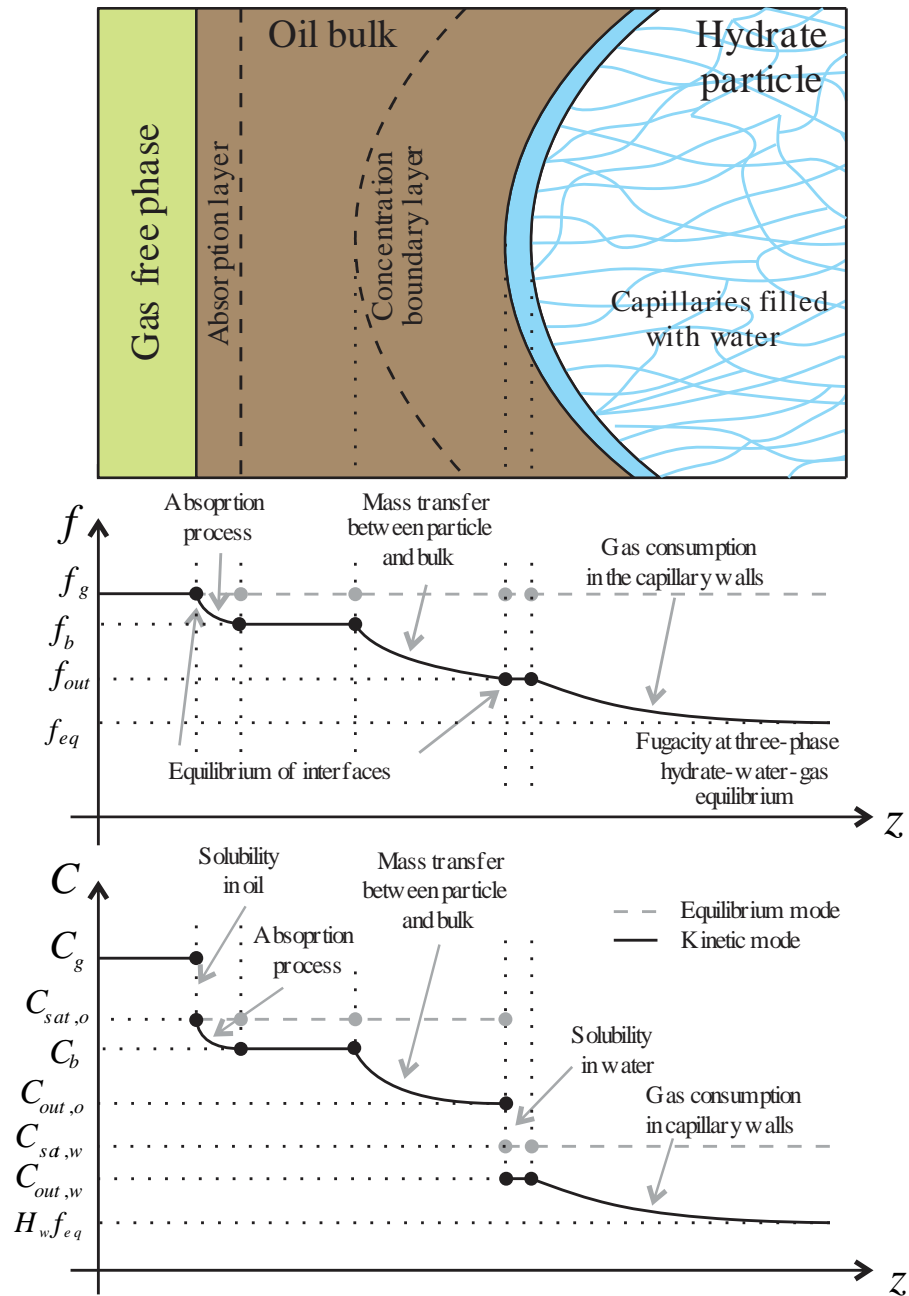 Oil bulk
Hydrate
particle
Gas free phase
Absorption layer
Concentration
boundary layer
Capillaries filled
with water
f
Absoprtion
process
Mass transfer
between particle
and bulk
Gas consumption
in the capillary walls
f_g
f_b
f_out
f_eq
Equilibrium of interfaces
Fugacity at three-phase
hydrate-water-gas
equilibrium
z
C
Solubility
in oil
Mass transfer
between particle
and bulk
Absoprtion
process
Equilibrium mode
Kinetic mode
C_g
C_sat,o
C_b
Solubility
in water
C_out,o
Gas consumption
in capillary walls
C_sat,w
C_out,w
H_w f_eq
z